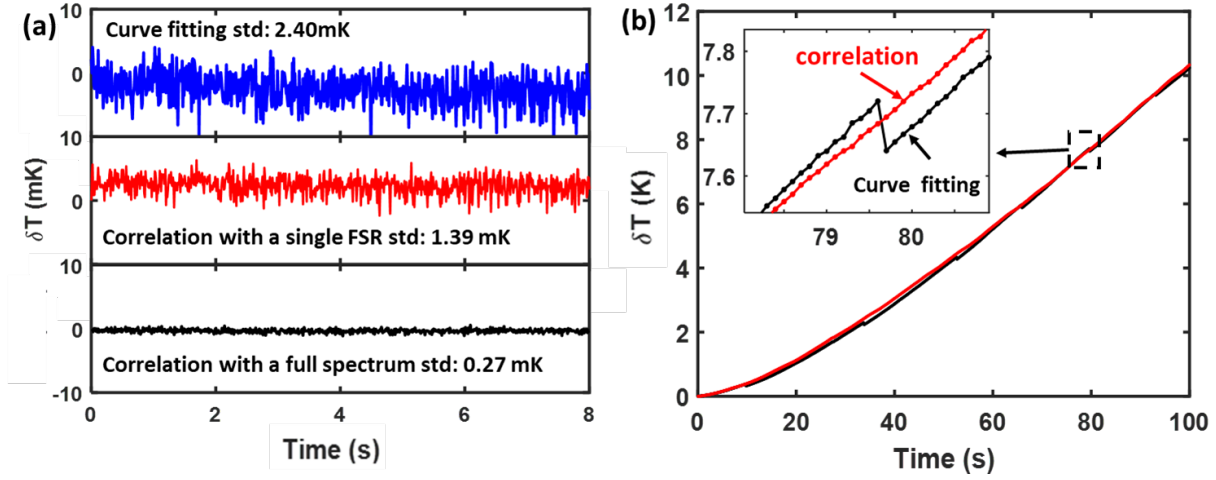 (a)
10
Curve fitting std: 2.40mK
0
10
0
Correlation with a single FSR std: 1.39 mK
10
0
Correlation with a full spectrum std: 0.27 mK
-10
0 2 4 6 8
δT (mK)
Time (s)
(b)
12
10
8
6
4
2
0
0 20 40 60 80 100
δT (K)
Time (s)
7.8
7.7
7.6
79 80
correlation
Curve fitting